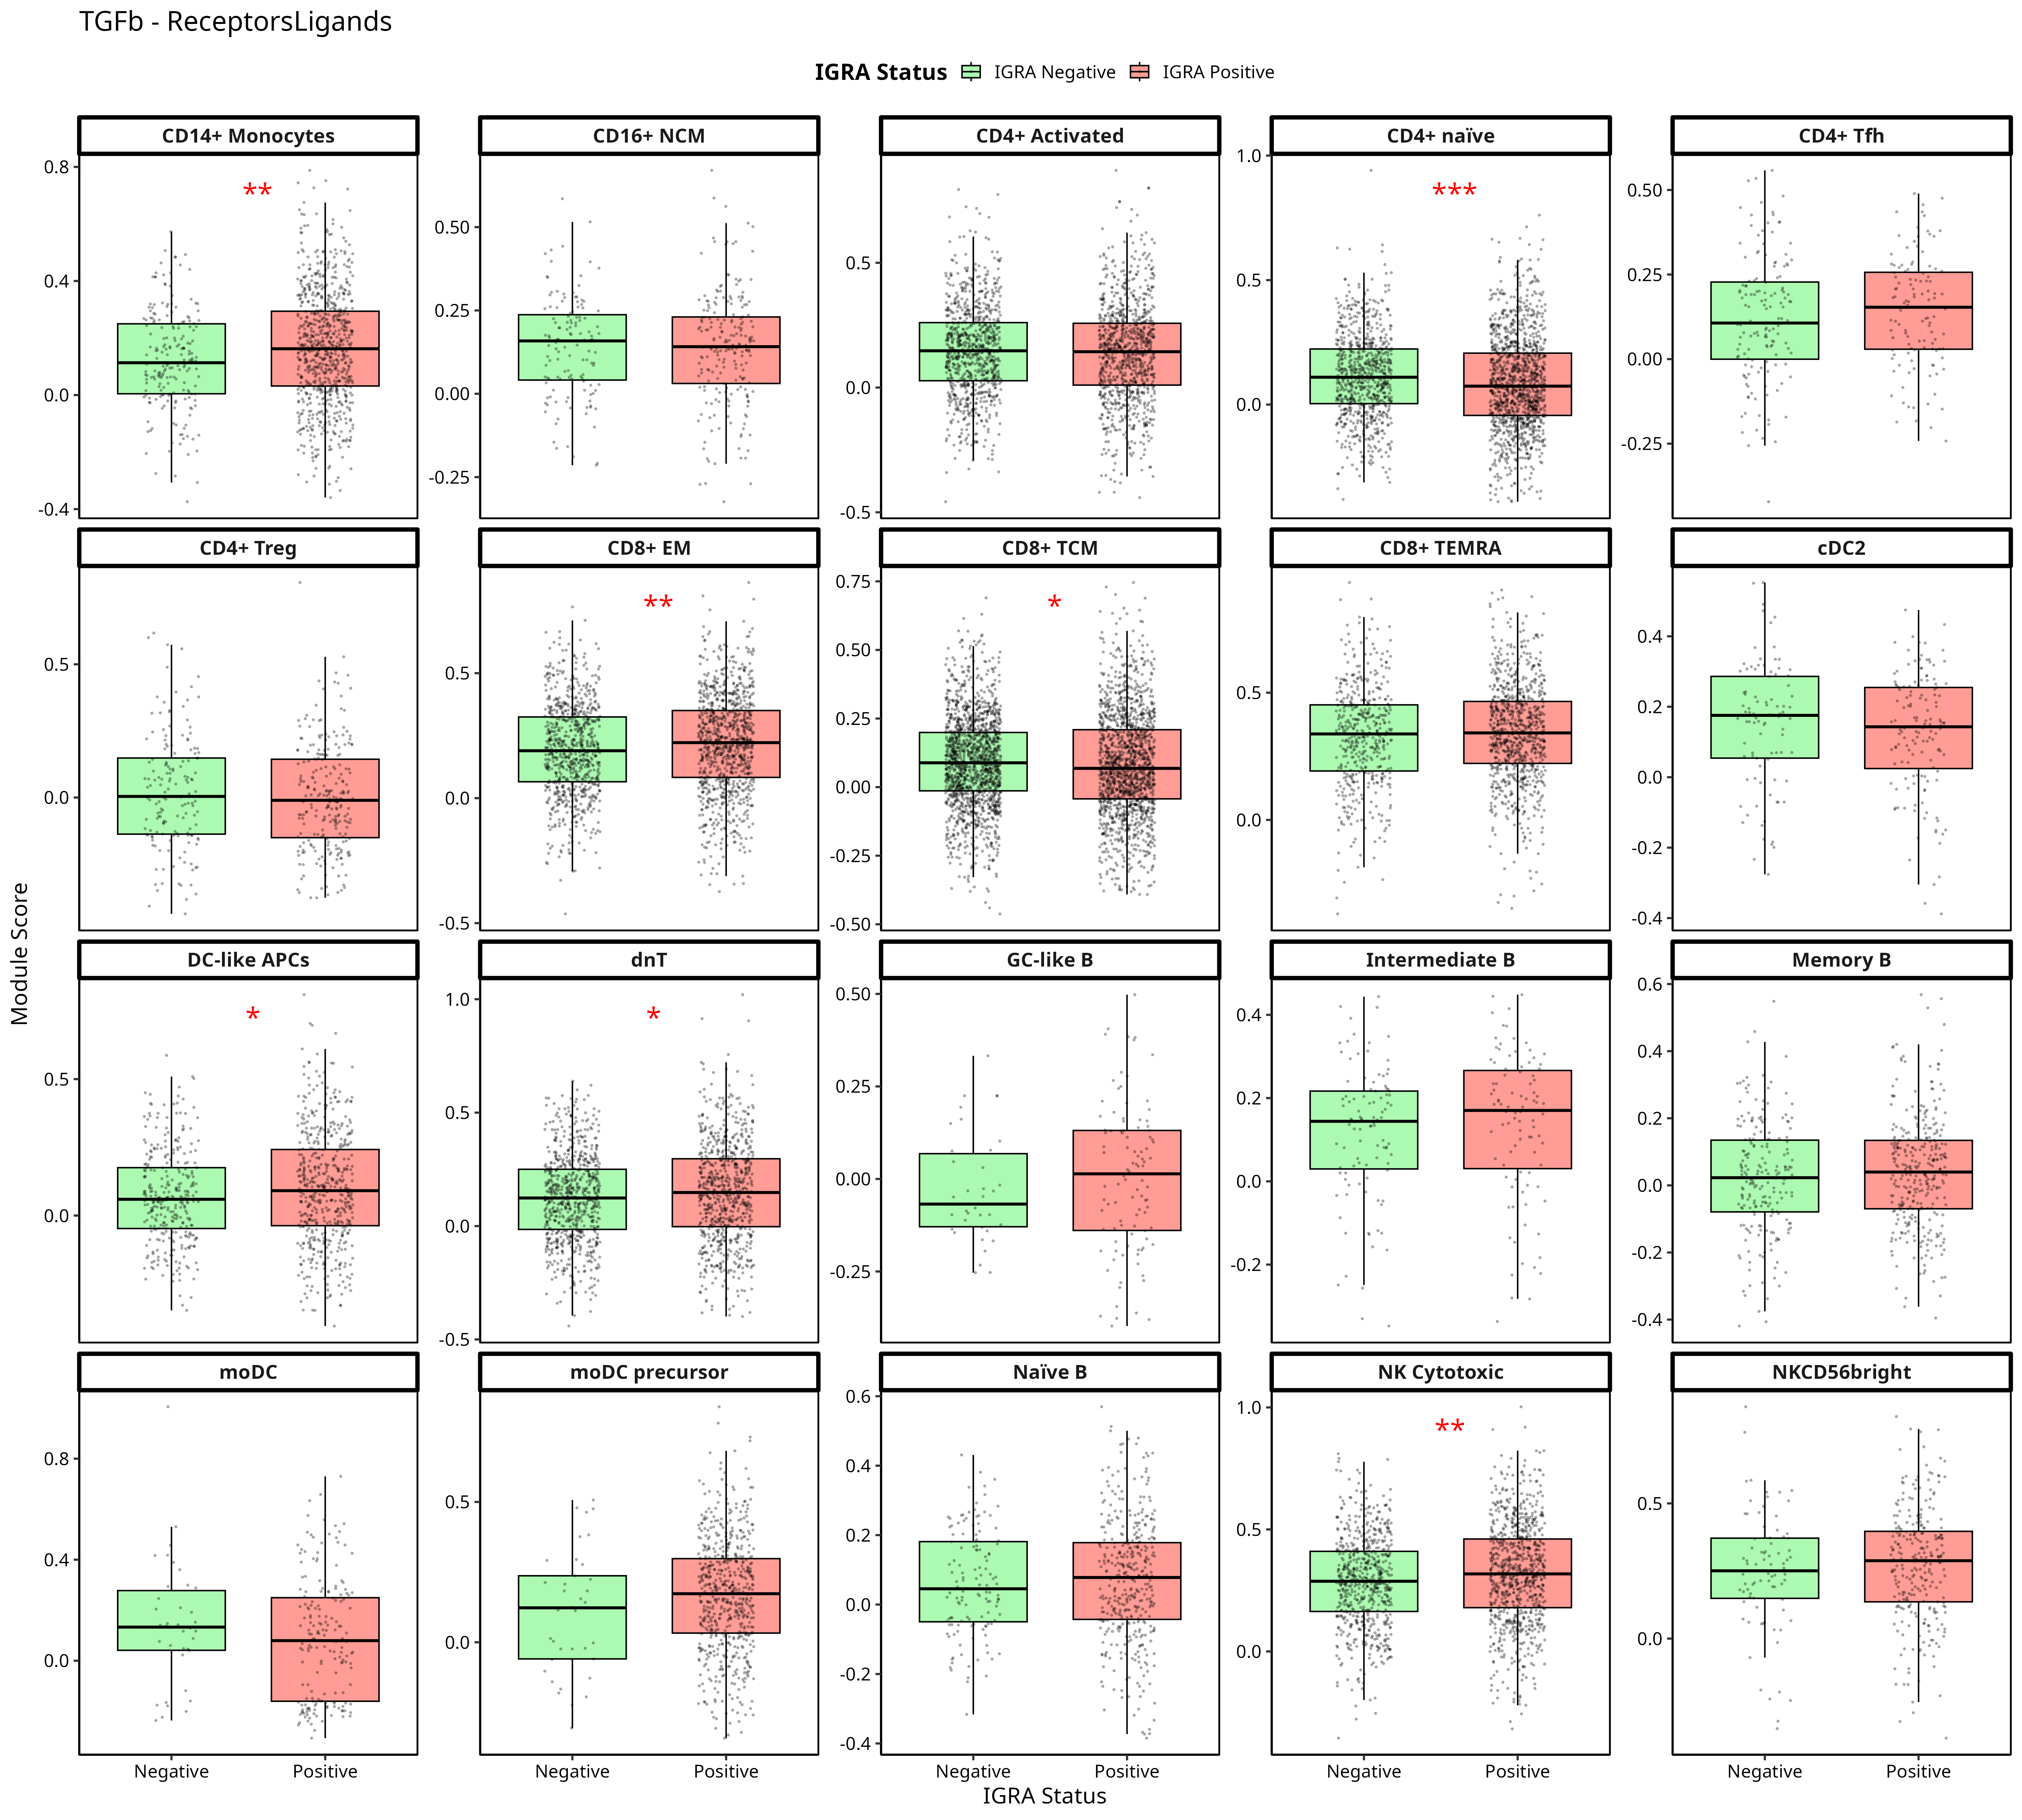 TGFb - ReceptorsLigands
IGRA Status IGRA Negative IGRA Positive
CD14+ Monocytes CD16+ NCM CD4+ Activated CD4+ naïve CD4+ Tfh
** ***
0.8 0.4 0.0 -0.4
0.50 0.25 0.00 -0.25
0.5 0.0 -0.5
1.0 0.5 0.0
0.50 0.25 0.00 -0.25
CD4+ Treg CD8+ EM CD8+ TCM CD8+ TEMRA cDC2
** *
0.5 0.0
0.5 0.0 -0.5
0.75 0.50 0.25 0.00 -0.25 -0.50
0.5 0.0
0.4 0.2 0.0 -0.2 -0.4
DC-like APCs dnT GC-like B Intermediate B Memory B
* *
0.5 0.0
1.0 0.5 0.0 -0.5
0.50 0.25 0.00 -0.25
0.4 0.2 0.0 -0.2
0.6 0.4 0.2 0.0 -0.2 -0.4
moDC moDC precursor Naïve B NK Cytotoxic NKCD56bright
**
0.8 0.4 0.0
0.5 0.0
0.6 0.4 0.2 0.0 -0.2 -0.4
1.0 0.5 0.0
0.5 0.0
Negative Positive Negative Positive Negative Positive Negative Positive Negative Positive
IGRA Status
Module Score